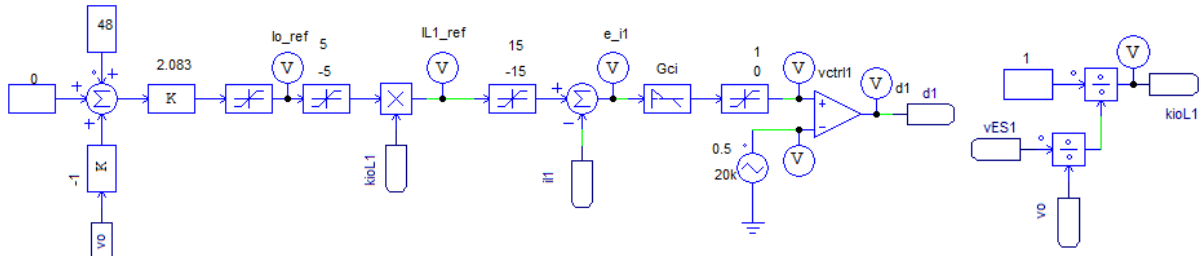 48
0
2.083
K
-1
K
vo
Io_ref
V
5
-5
IL1_ref
V
kioL1
15
-15
e_i1
V
il1
Gci
1
0
vctrl1
V
V
0.5
20k
d1
V
d1
1
V
kioL1
vES1
vo